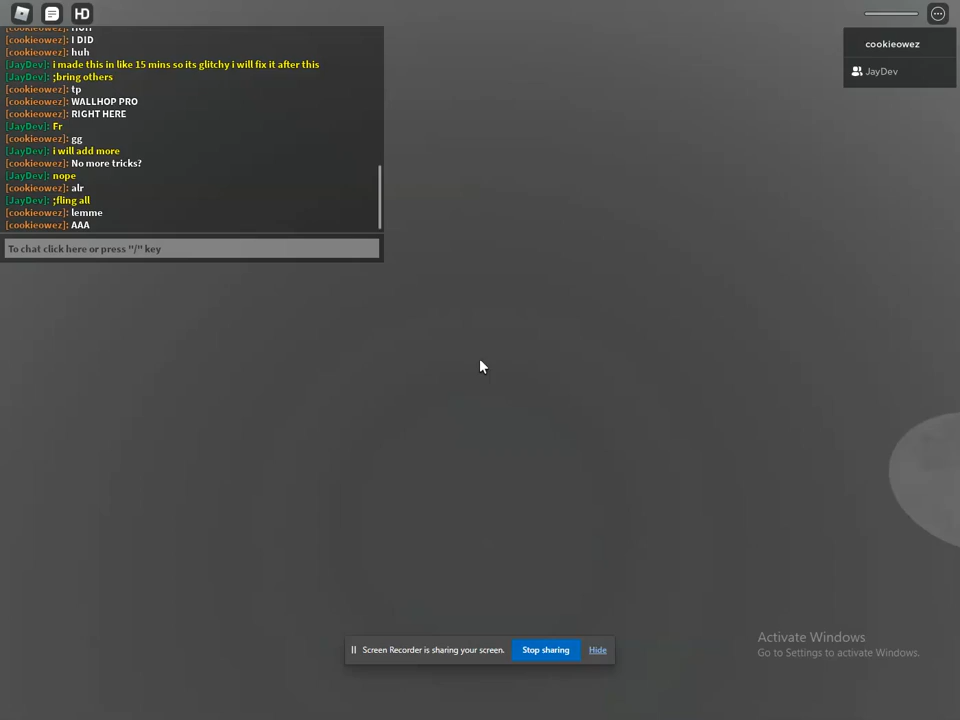 HD
[cookieowez]: HUH
[cookieowez]: I DID
[cookieowez]: huh
[JayDev]: i made this in like 15 mins so its glitchy i will fix it after this
[JayDev]: ;bring others
[cookieowez]: tp
[cookieowez]: WALLHOP PRO
[cookieowez]: RIGHT HERE
[JayDev]: Fr
[cookieowez]: gg
[JayDev]: i will add more
[cookieowez]: No more tricks?
[JayDev]: nope
[cookieowez]: alr
[JayDev]: ;fling all
[cookieowez]: lemme
[cookieowez]: AAA
To chat click here or press "/" key
cookieowez
JayDev
Screen Recorder is sharing your screen.
Stop sharing
Hide
Activate Windows
Go to Settings to activate Windows.